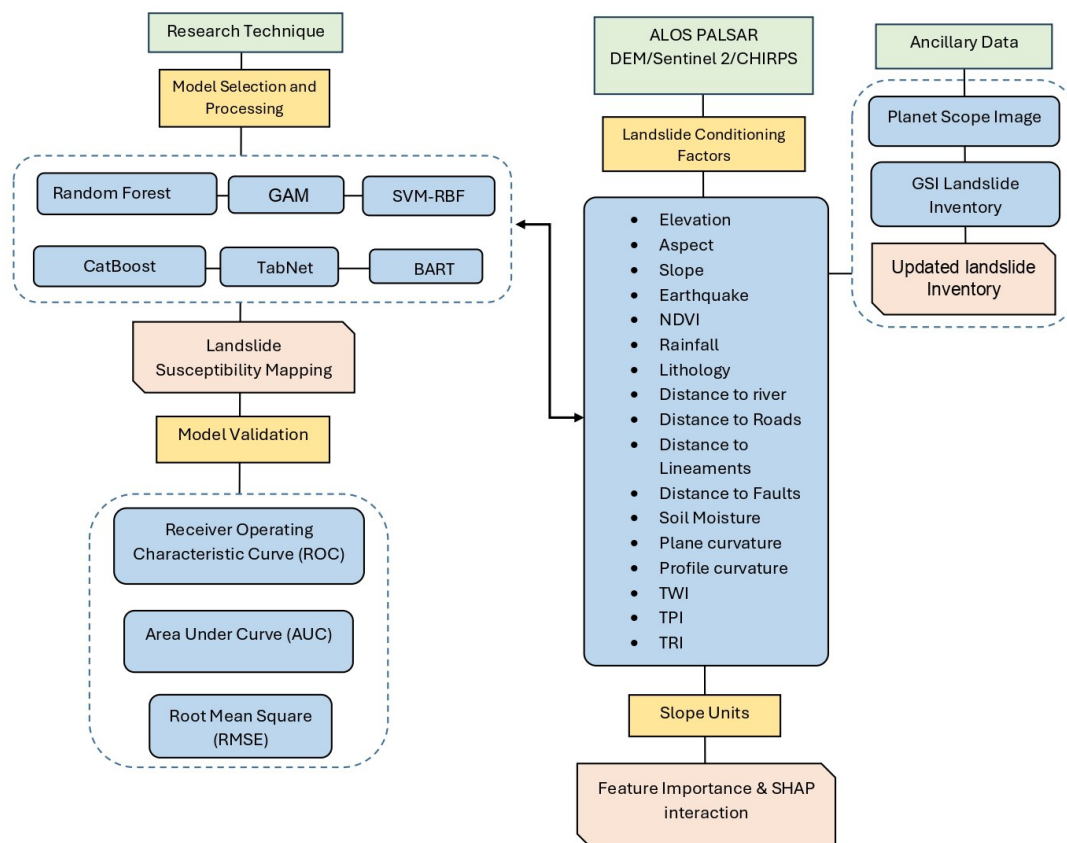 Research Technique
Model Selection and
Processing
Random Forest
GAM
SVM-RBF
CatBoost
TabNet
BART
Landslide
Susceptibility Mapping
Model Validation
Receiver Operating
Characteristic Curve (ROC)
Area Under Curve (AUC)
Root Mean Square
(RMSE)
ALOS PALSAR
DEM/Sentinel 2/CHIRPS
Landslide Conditioning
Factors
• Elevation
• Aspect
• Slope
• Earthquake
• NDVI
• Rainfall
• Lithology
• Distance to river
• Distance to Roads
• Distance to
Lineaments
• Distance to Faults
• Soil Moisture
• Plane curvature
• Profile curvature
• TWI
• TPI
• TRI
Slope Units
Feature Importance & SHAP
interaction
Ancillary Data
Planet Scope Image
GSI Landslide
Inventory
Updated landslide
Inventory